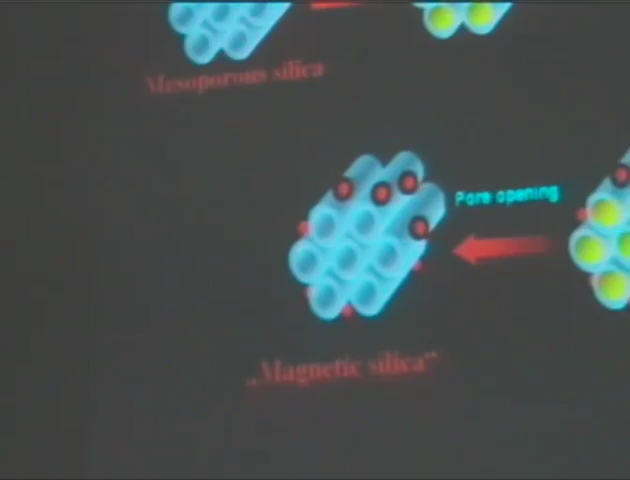 Mesoporous silica
Pore opening
„Magnetic silica“